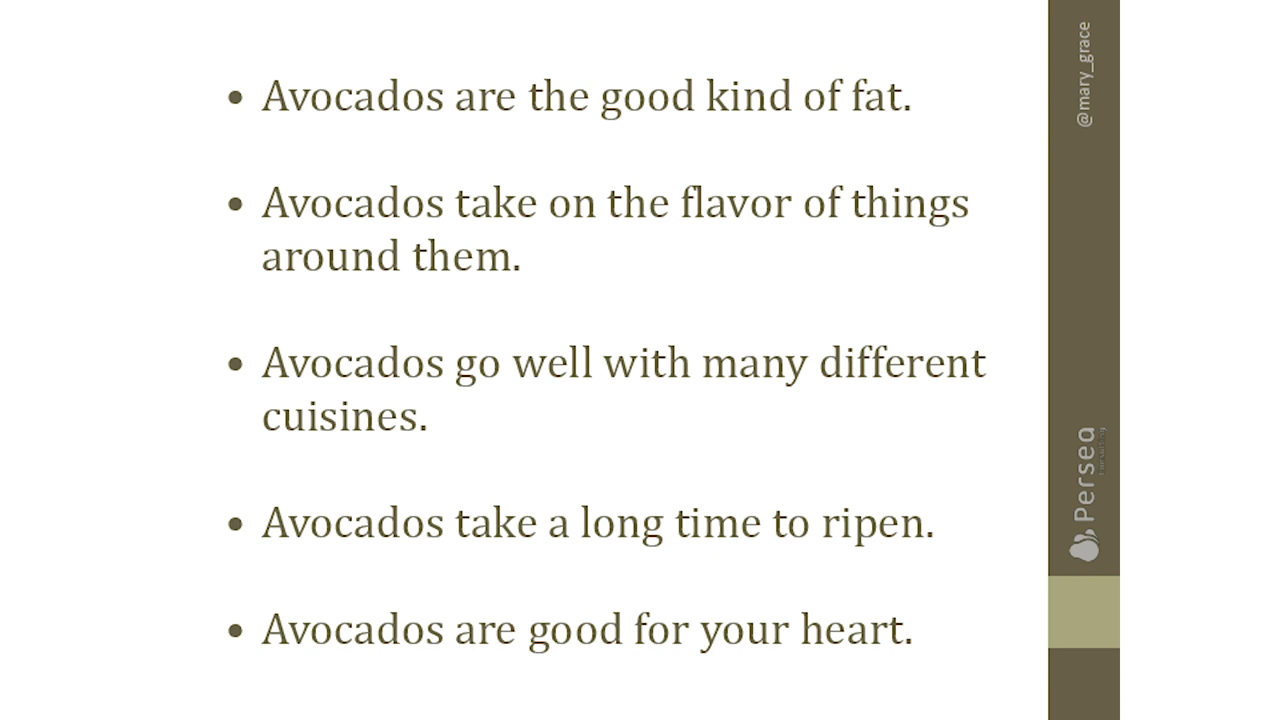 • Avocados are the good kind of fat.
• Avocados take on the flavor of things
around them.
• Avocados go well with many different
cuisines.
• Avocados take a long time to ripen.
• Avocados are good for your heart.
@mary_grace
Persea